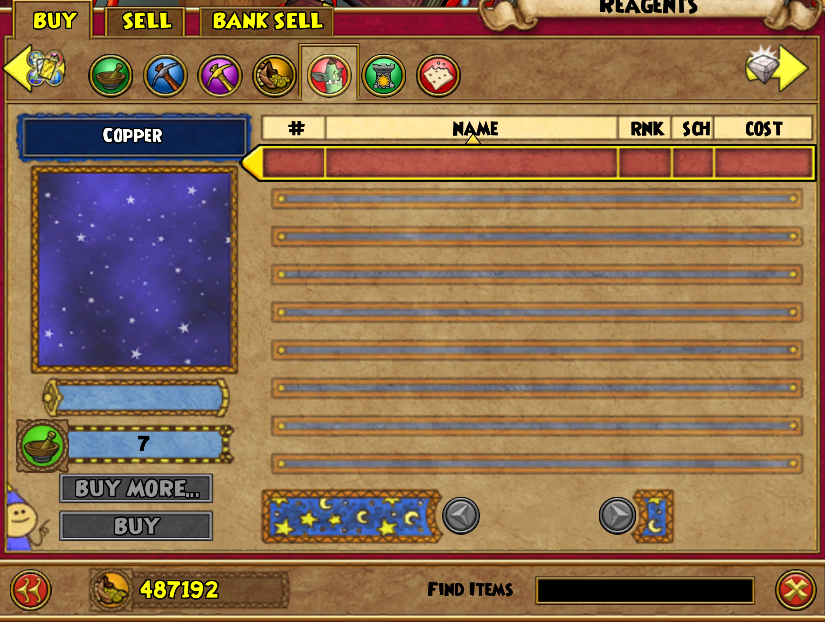 REAGENTS
BUY SELL BANK SELL
COPPER
# NAME RNK SCH COST
7
BUY MORE...
BUY
487192 FIND ITEMS